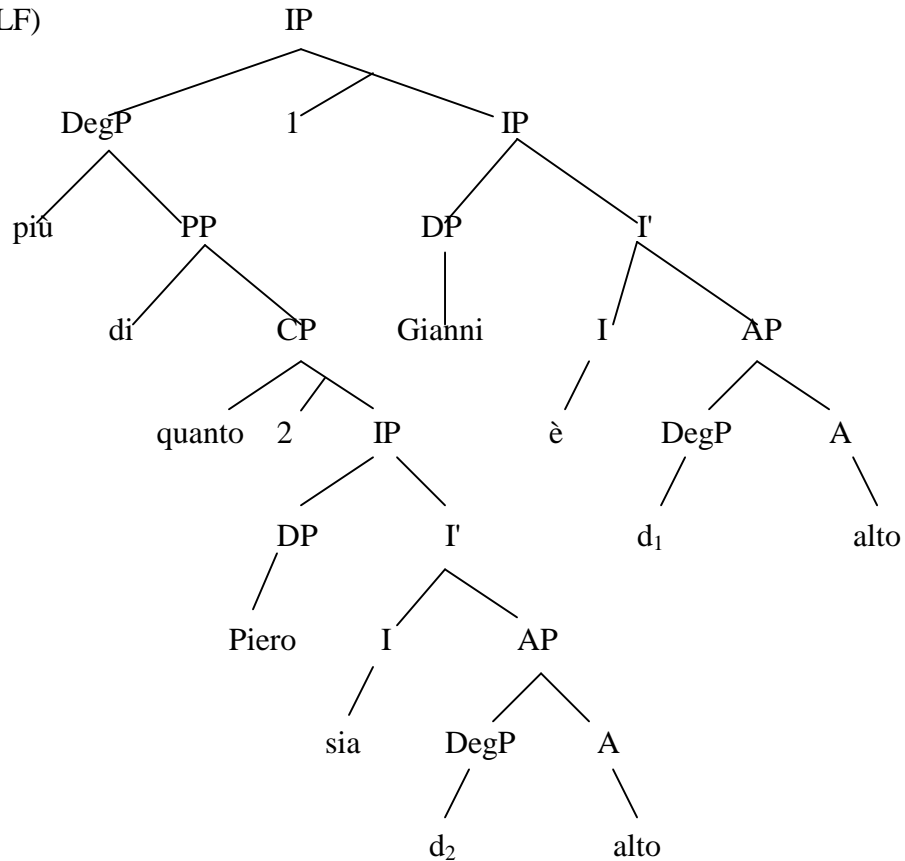 LF) IP
DegP 1 IP
più PP DP I'
di CP Gianni I AP
quanto 2 IP è DegP A
DP I' d₁ alto
Piero I AP
sia DegP A
d₂ alto